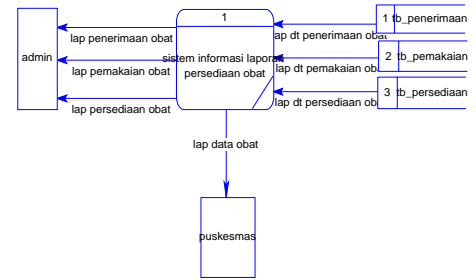 1
1 tb_penerimaan
lap dt penerimaan obat
lap penerimaan obat
admin
sistem informasi laporan
persediaan obat
2 tb_pemakaian
lap dt pemakaian obat
lap pemakaian obat
3 tb_persediaan
lap dt persediaan obat
lap persediaan obat
lap data obat
puskesmas